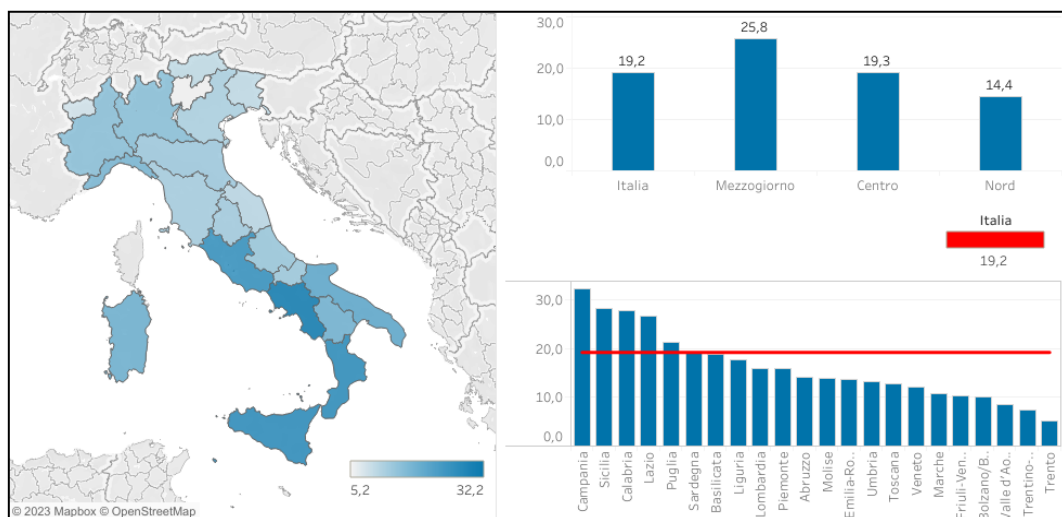 5,2
32,2
© 2023 Mapbox © OpenStreetMap
30,0
20,0
10,0
0,0
19,2
25,8
19,3
14,4
Italia
Mezzogiorno
Centro
Nord
Italia
19,2
30,0
20,0
10,0
0,0
Campania
Sicilia
Calabria
Lazio
Puglia
Sardegna
Basilicata
Liguria
Lombardia
Piemonte
Abruzzo
Molise
Emilia-Ro..
Umbria
Toscana
Veneto
Marche
Friuli-Ven..
Bolzano/B..
Valle d'Ao..
Trentino-..
Trento